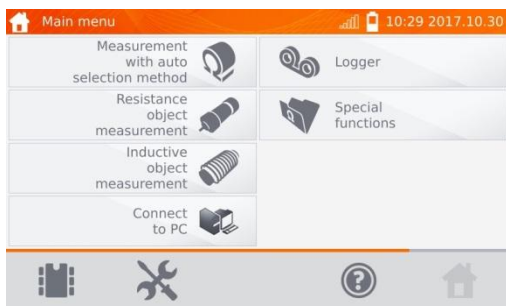 Main menu
10:29 2017.10.30
Measurement
with auto
selection method
Logger
Resistance
object
measurement
Special
functions
Inductive
object
measurement
Connect
to PC